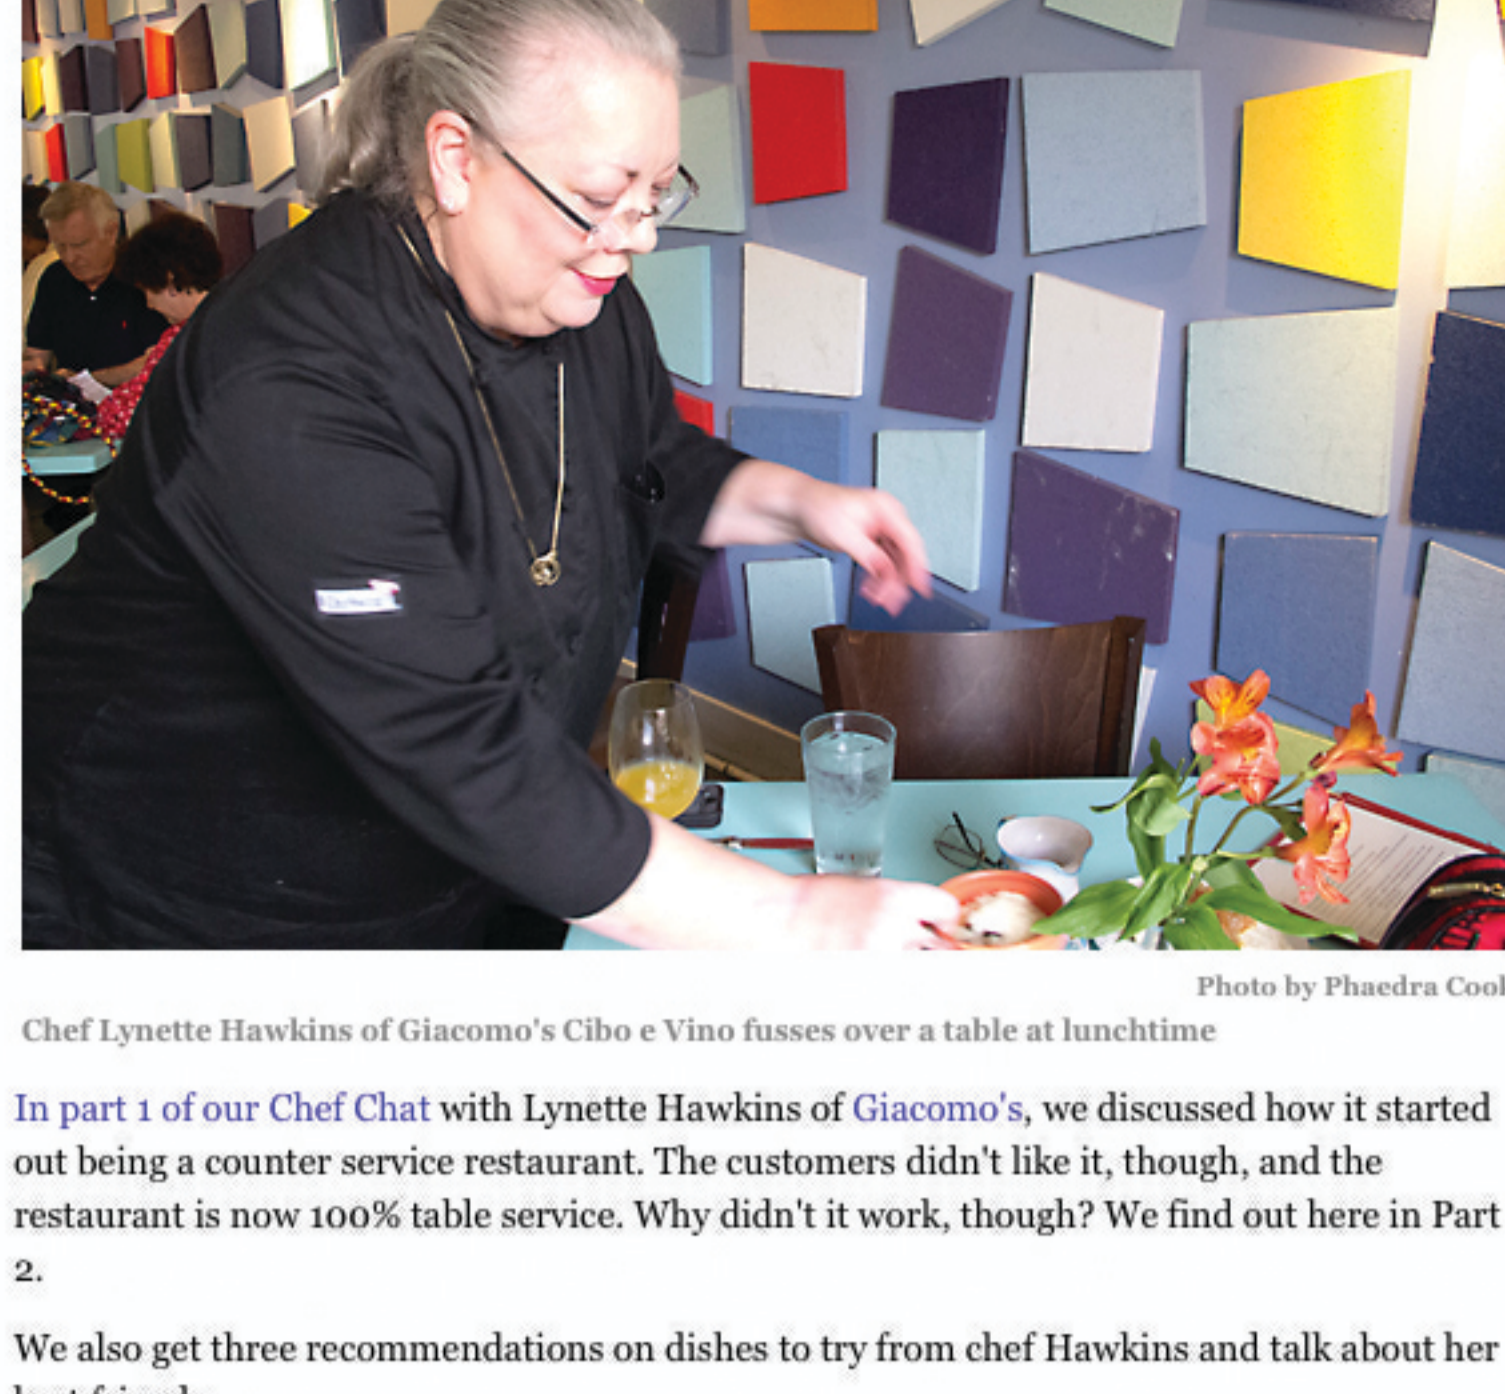 Photo by Phaedra
Chef Lynette Hawkins of Giacomo's Cibo e Vino fusses over a table at lunchtime
In part 1 of our Chef Chat with Lynette Hawkins of Giacomo's, we discussed how it started
out being a counter service restaurant. The customers didn't like it, though, and the
restaurant is now 100% table service. Why didn't it work, though? We find out here in Part
2.
We also get three recommendations on dishes to try from chef Hawkins and talk about her